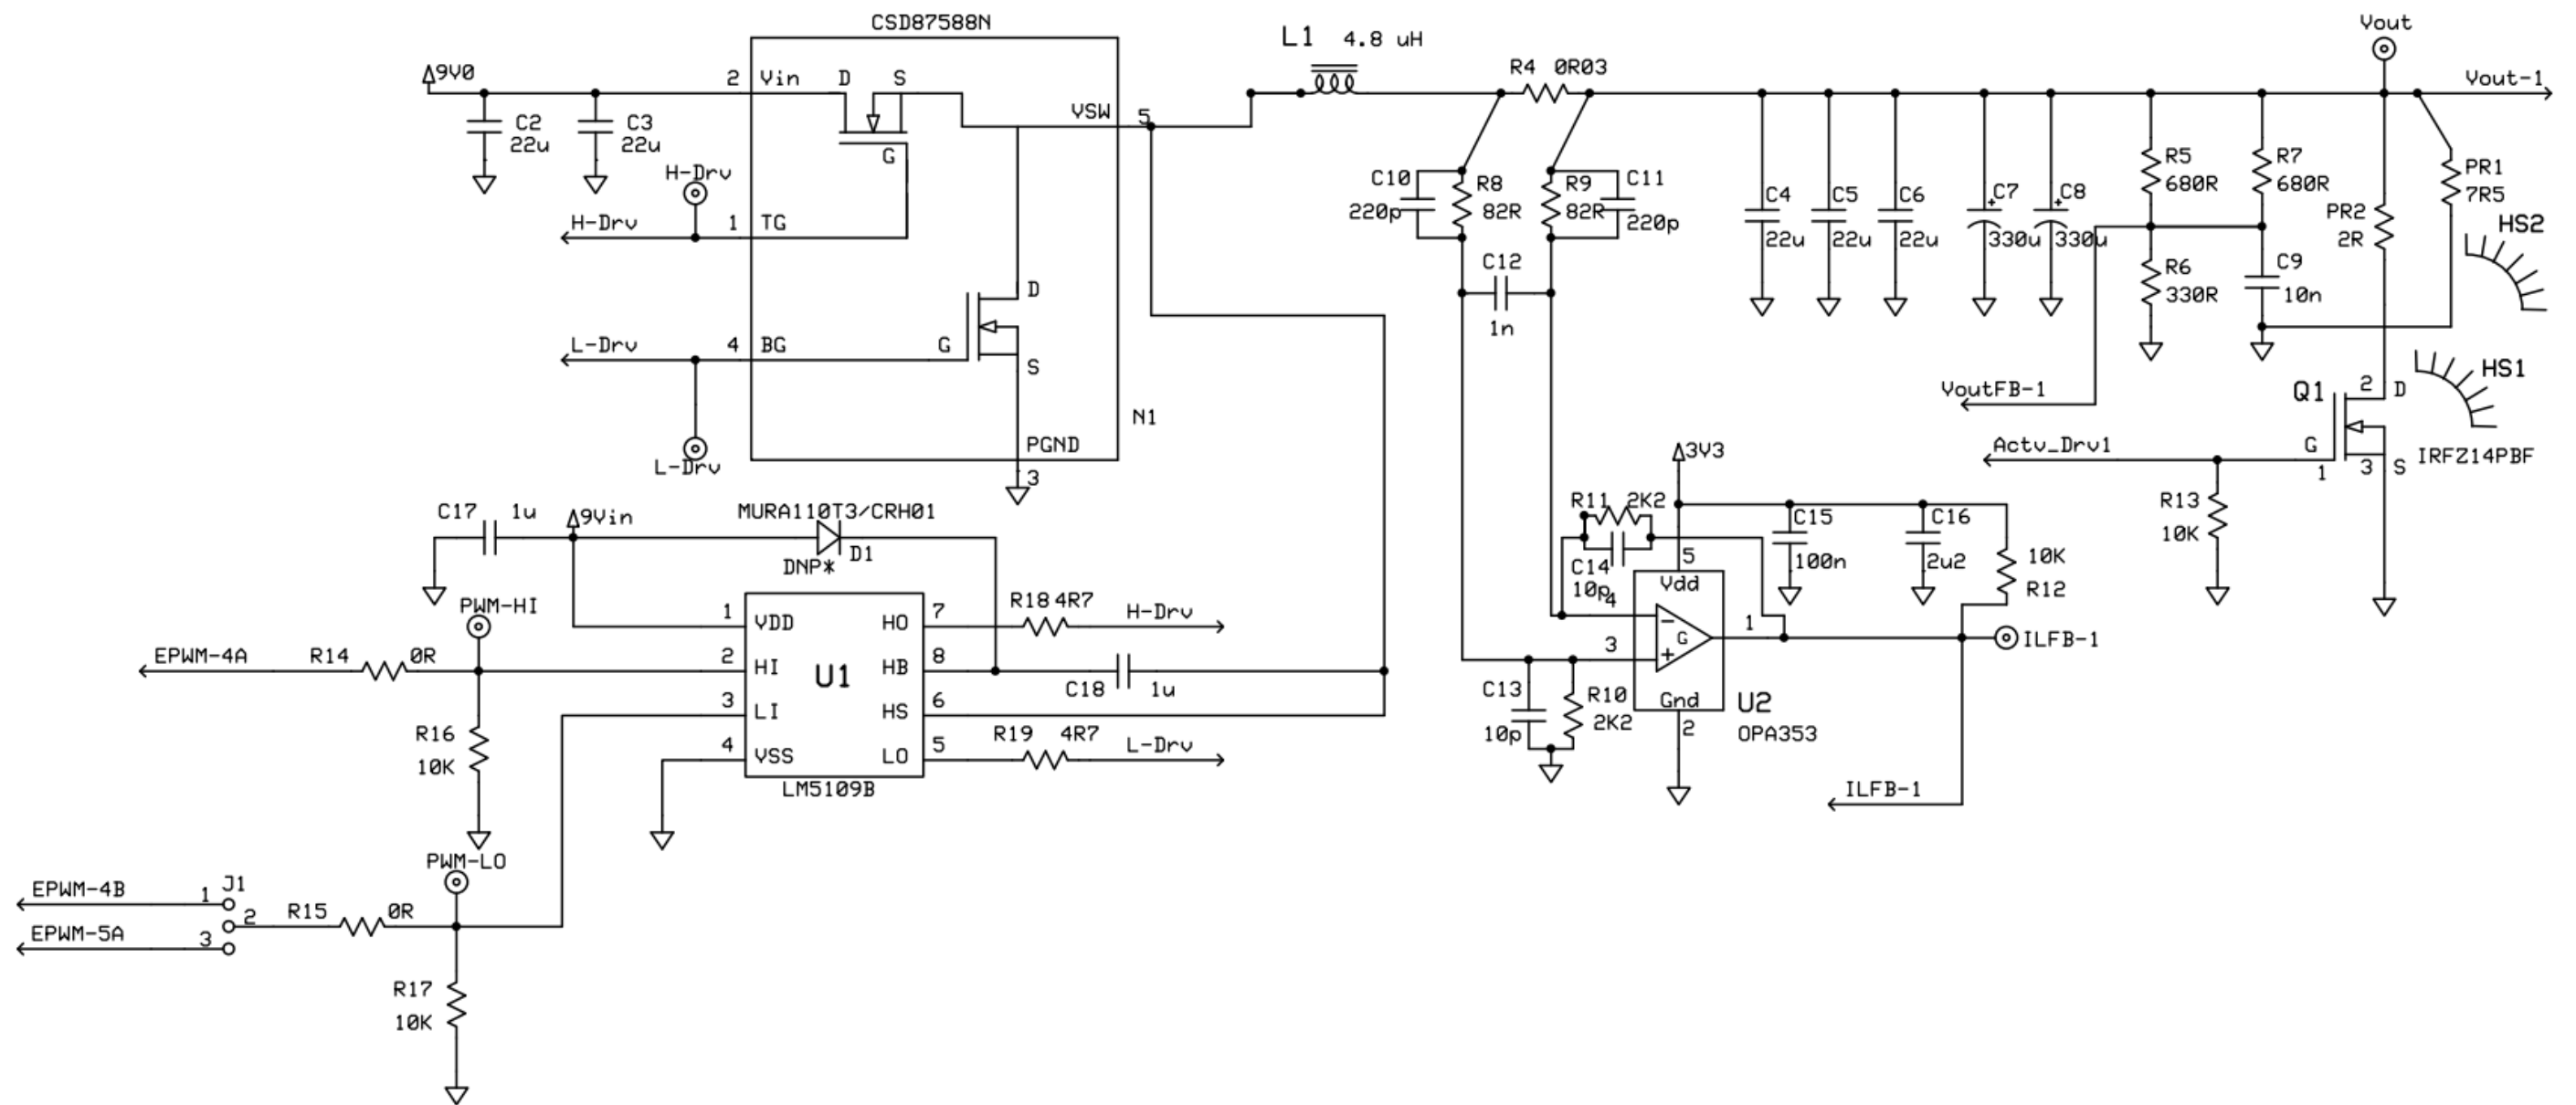 CSD87588N
9V0
2 Vin D S
G
VSW 5
C2
22u
C3
22u
H-Drv
H-Drv 1 TG
L-Drv 4 BG G
D
S
L-Drv
PGND
3
N1
L1 4.8 uH
R4 0R03
C10
220p
R8
82R
R9
82R
C11
220p
C12
1n
C4
22u
C5
22u
C6
22u
C7
+
330u
C8
+
330u
R5
680R
R7
680R
R6
330R
C9
10n
Vout
Vout-1
PR1
7R5
PR2
2R
HS2
HS1
VoutFB-1
Q1
2 D
G
1
3 S
IRFZ14PBF
Actv_Drv1
R13
10K
3V3
R11 2K2
C14
10p
C15
100n
C16
2u2
10K
R12
5
Vdd
4
-
G
+
3
1
Gnd
2
U2
OPA353
C13
10p
R10
2K2
ILFB-1
ILFB-1
C17 1u
9Vin
MURA110T3/CRH01
D1
DNP*
PWM-HI
EPWM-4A R14 0R
R16
10K
1 VDD HO 7
2 HI HB 8
3 LI HS 6
4 VSS LO 5
U1
LM5109B
R18 4R7 H-Drv
C18 1u
R19 4R7 L-Drv
PWM-LO
EPWM-4B 1 J1
2 R15 0R
EPWM-5A 3
R17
10K